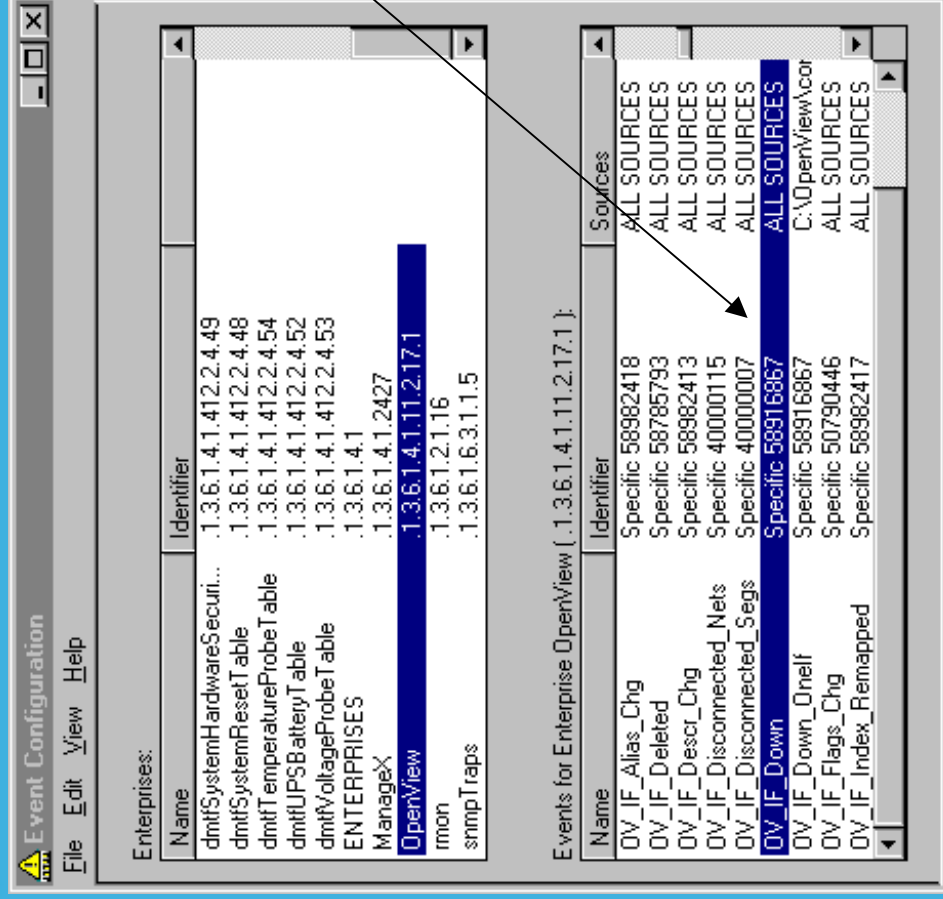 Event Configuration
File Edit View Help
Enterprises:
Name Identifier
dmtfSystemHardwareSecuri... .1.3.6.1.4.1.412.2.4.49
dmtfSystemResetTable .1.3.6.1.4.1.412.2.4.48
dmtfTemperatureProbeTable .1.3.6.1.4.1.412.2.4.54
dmtfUPSBatteryTable .1.3.6.1.4.1.412.2.4.52
dmtfVoltageProbeTable .1.3.6.1.4.1.412.2.4.53
ENTERPRISES .1.3.6.1.4.1
ManageX .1.3.6.1.4.1.2427
OpenView .1.3.6.1.4.1.11.2.17.1
rmon .1.3.6.1.2.1.16
snmpTraps .1.3.6.1.6.3.1.1.5
Events for Enterprise OpenView ( .1.3.6.1.4.1.11.2.17.1 ):
Name Identifier Sources
OV_IF_Alias_Chg Specific 58982418 ALL SOURCES
OV_IF_Deleted Specific 58785793 ALL SOURCES
OV_IF_Descr_Chg Specific 58982413 ALL SOURCES
OV_IF_Disconnected_Nets Specific 40000115 ALL SOURCES
OV_IF_Disconnected_Segs Specific 40000007 ALL SOURCES
OV_IF_Down Specific 58916867 ALL SOURCES
OV_IF_Down_OneIf Specific 58916867 C:\OpenView\cor
OV_IF_Flags_Chg Specific 50790446 ALL SOURCES
OV_IF_Index_Remapped Specific 58982417 ALL SOURCES